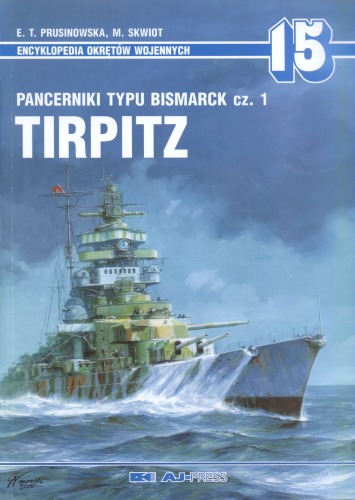 E. T. PRUSINOWSKA, M. SKWIOT
ENCYKLOPEDIA OKRĘTÓW WOJENNYCH
15
PANCERNIKI TYPU BISMARCK cz. 1
TIRPITZ
AJ-PRESS